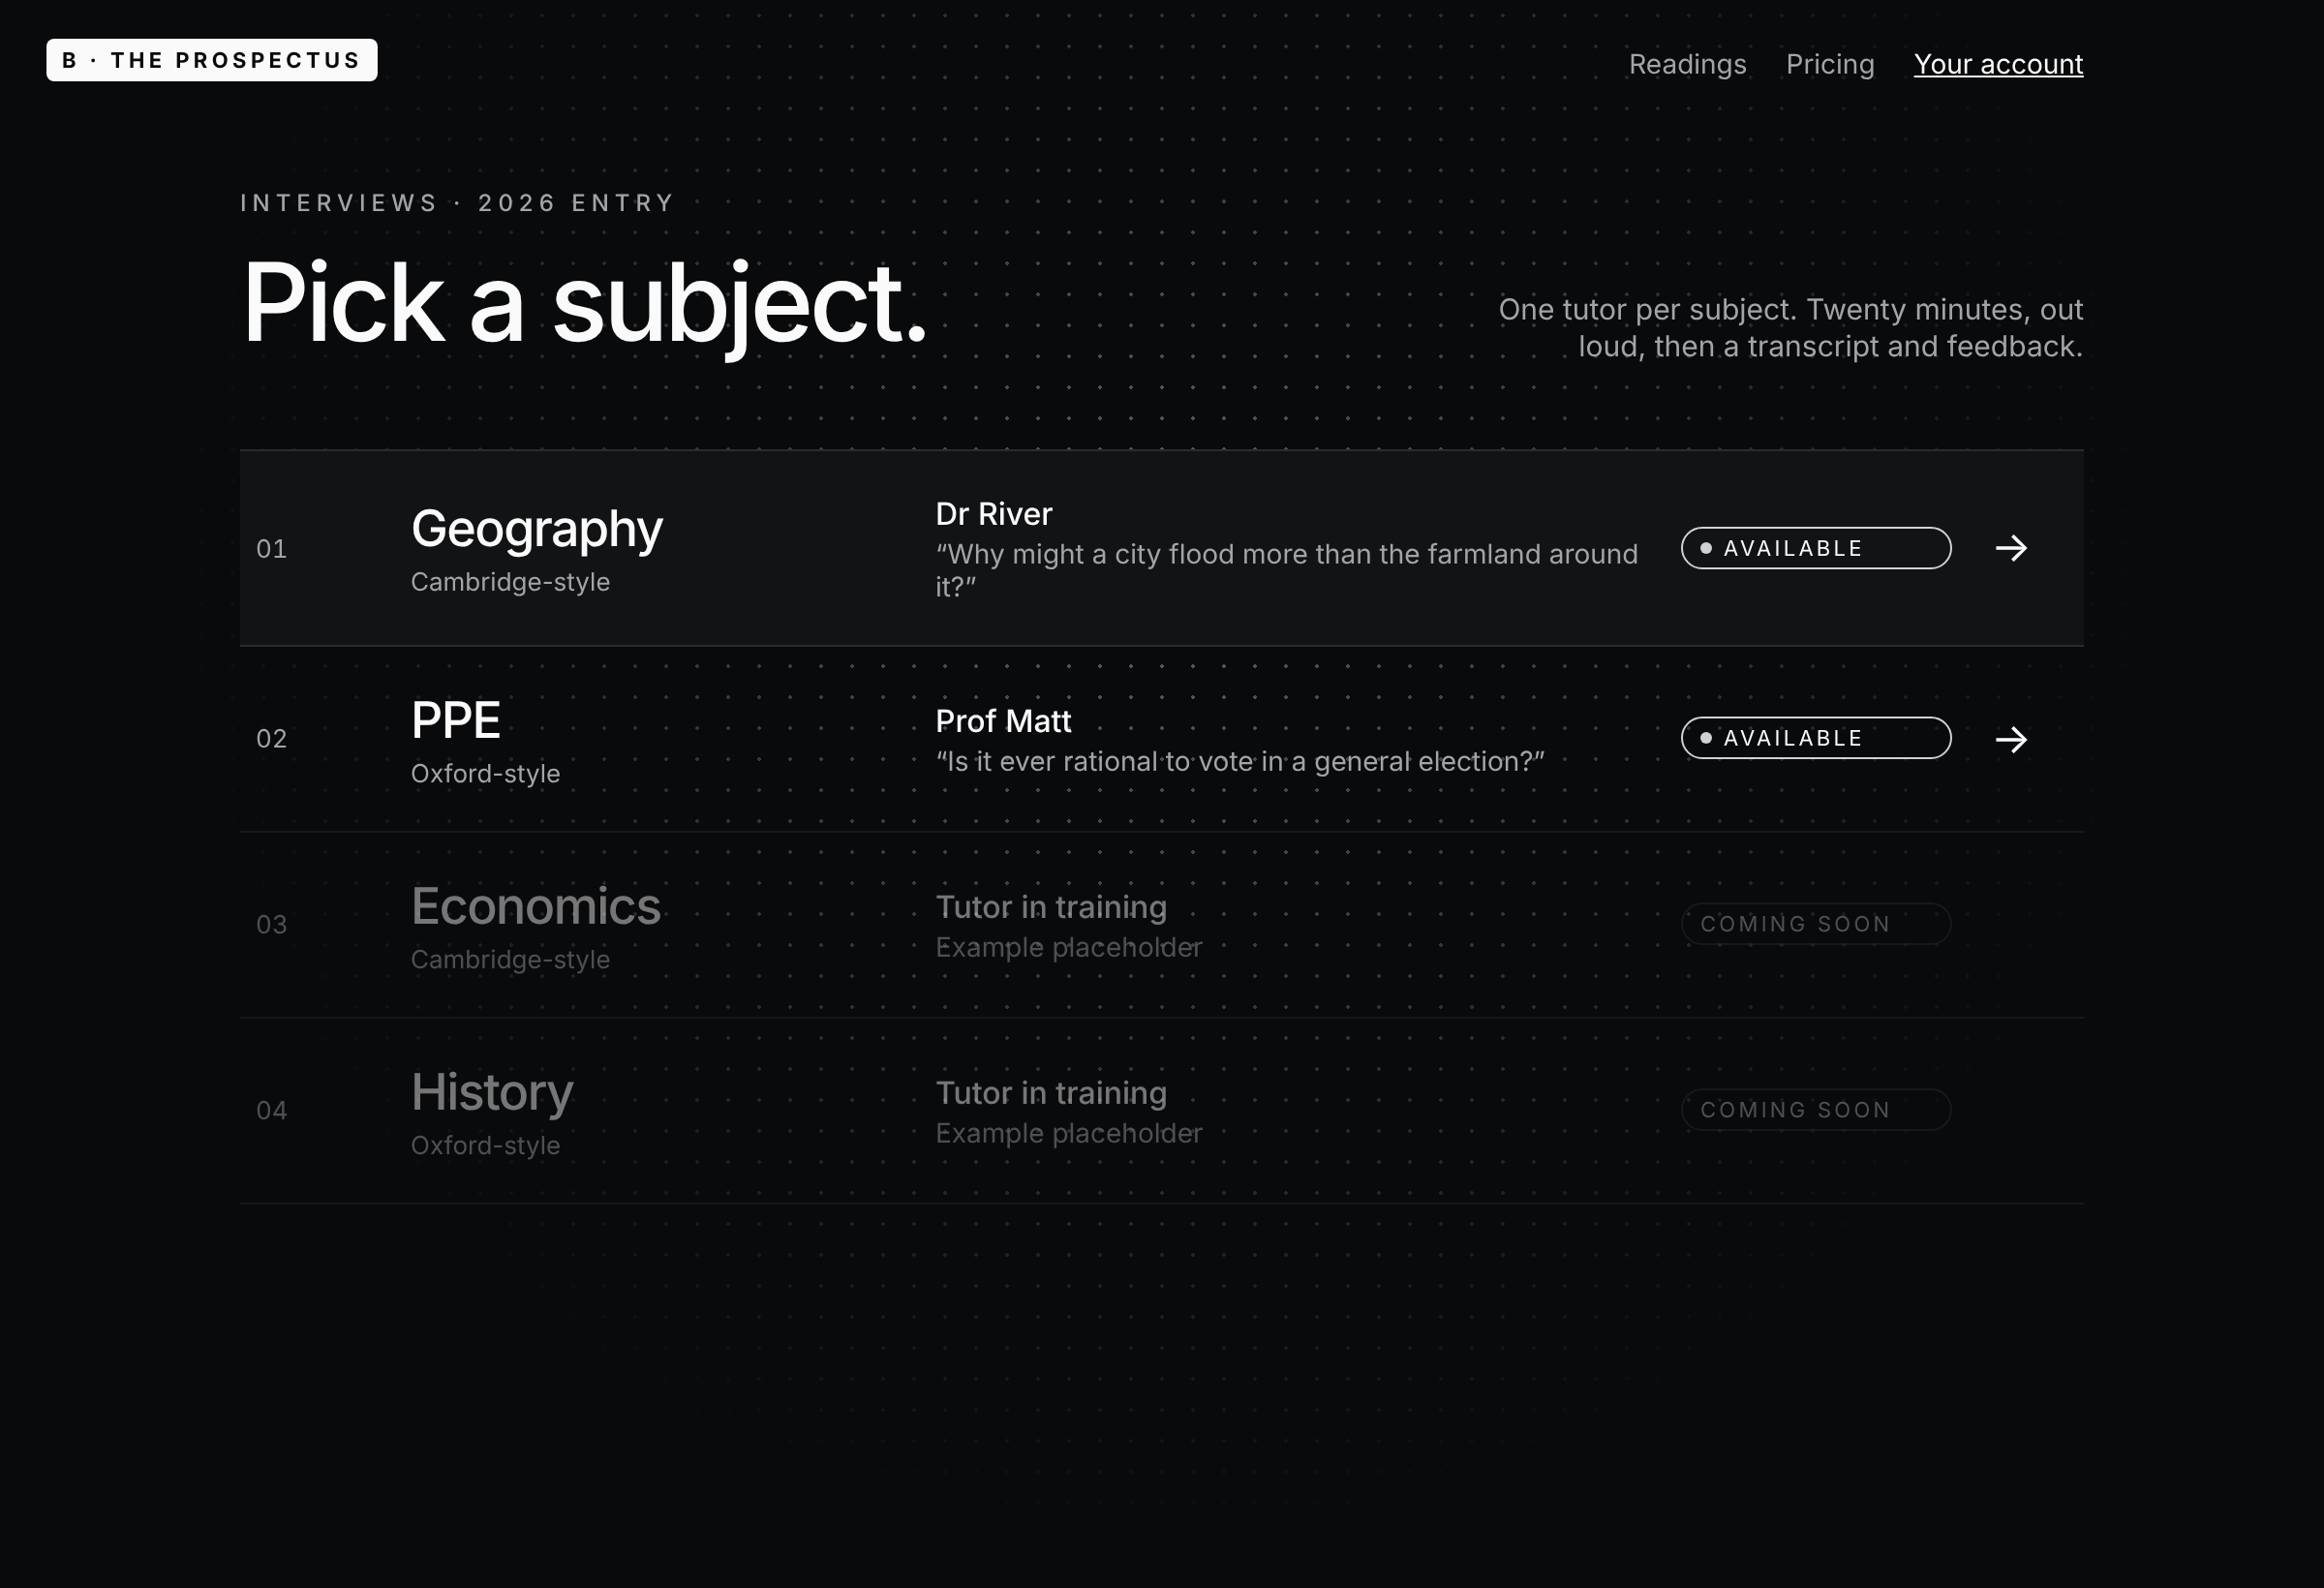 B · THE PROSPECTUS
Readings Pricing Your account
INTERVIEWS · 2026 ENTRY
Pick a subject.
One tutor per subject. Twenty minutes, out
loud, then a transcript and feedback.
01
Geography
Cambridge-style
Dr River
“Why might a city flood more than the farmland around
it?”
AVAILABLE
02
PPE
Oxford-style
Prof Matt
“Is it ever rational to vote in a general election?”
AVAILABLE
03
Economics
Cambridge-style
Tutor in training
Example placeholder
COMING SOON
04
History
Oxford-style
Tutor in training
Example placeholder
COMING SOON